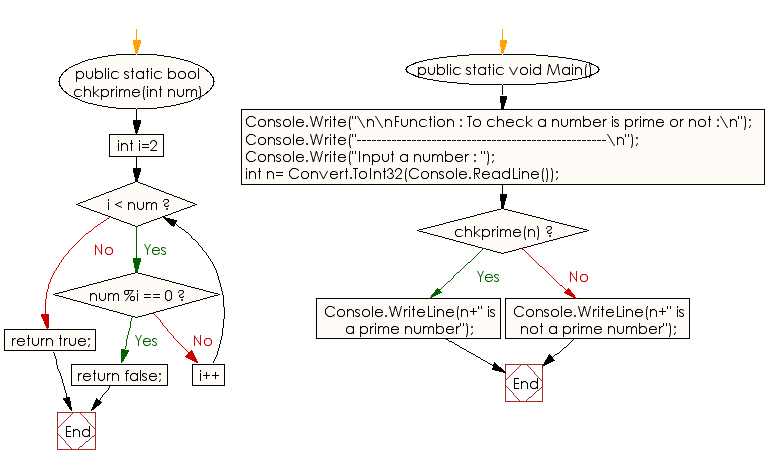 public static bool
chkprime(int num)
int i=2
i < num ?
No
Yes
num %i == 0 ?
return true;
Yes
No
return false;
i++
End
public static void Main()
Console.Write("\n\nFunction : To check a number is prime or not :\n");
Console.Write("--------------------------------------------------\n");
Console.Write("Input a number : ");
int n= Convert.ToInt32(Console.ReadLine());
chkprime(n) ?
Yes
No
Console.WriteLine(n+" is
a prime number");
Console.WriteLine(n+" is
not a prime number");
End